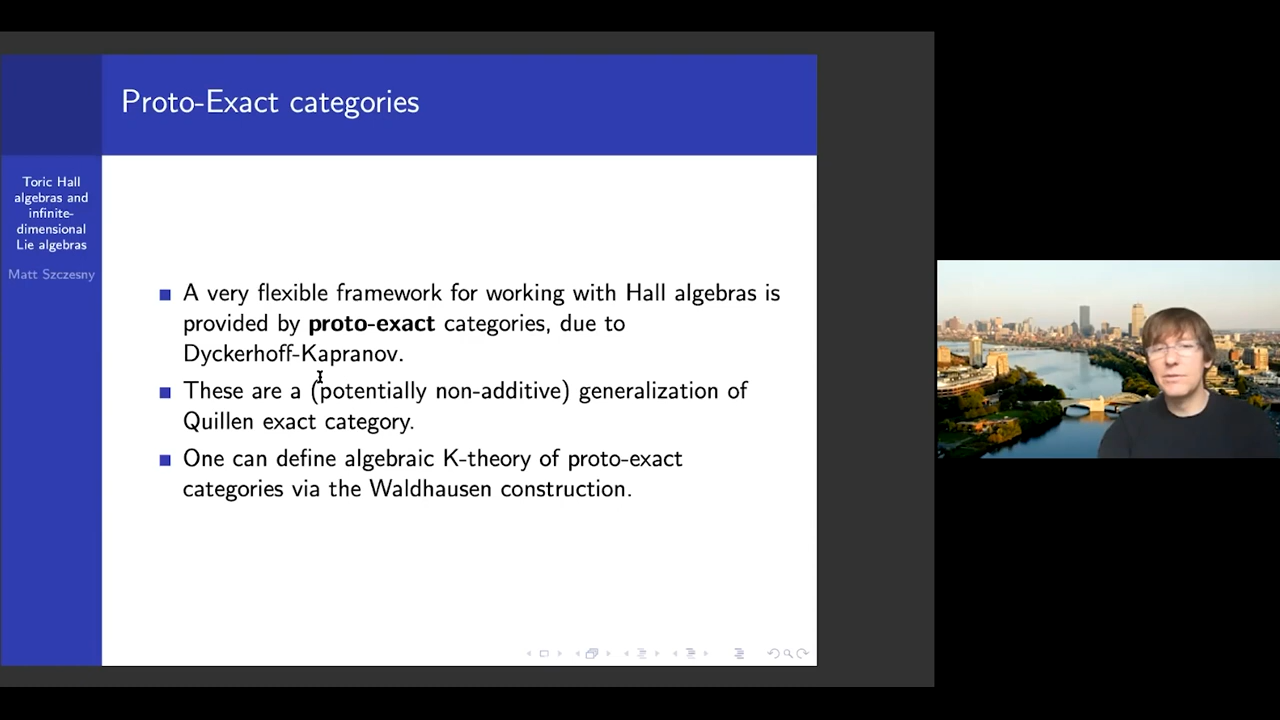 Proto-Exact categories
Toric Hall
algebras and
infinite-
dimensional
Lie algebras
Matt Szczesny
A very flexible framework for working with Hall algebras is
provided by proto-exact categories, due to
Dyckerhoff-Kapranov.
These are a (potentially non-additive) generalization of
Quillen exact category.
One can define algebraic K-theory of proto-exact
categories via the Waldhausen construction.